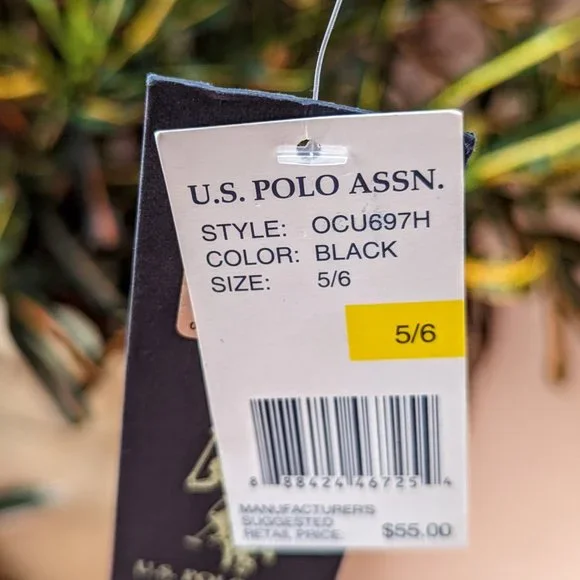 U.S. POLO ASSN.
STYLE: OCU697H
COLOR: BLACK
SIZE: 5/6
5/6
8 88424 46725 4
MANUFACTURERS
SUGGESTED
RETAIL PRICE. $55.00
U.S. POL